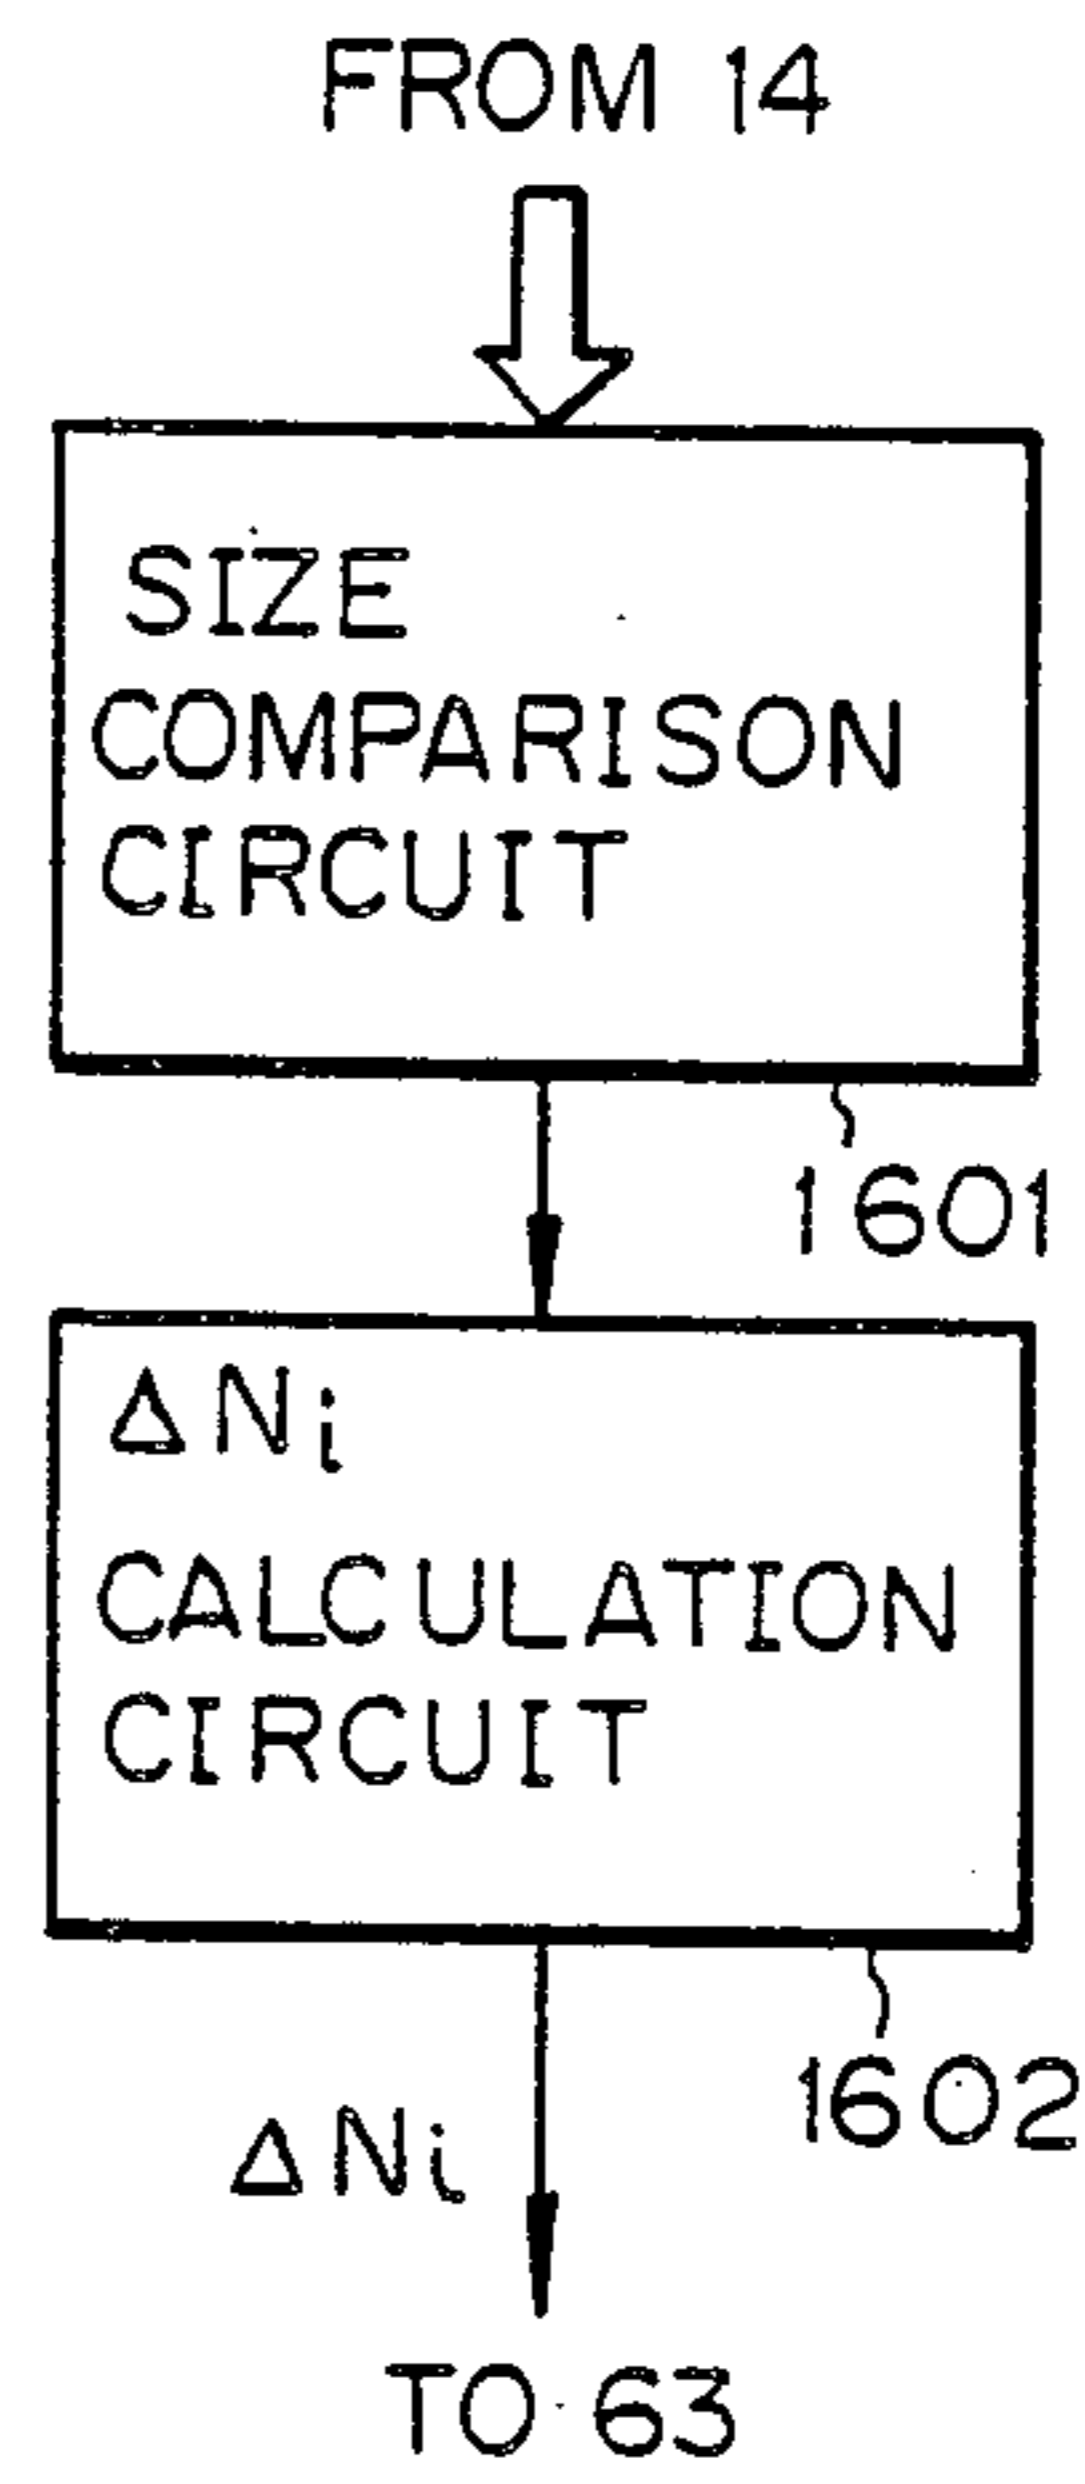 FROM 14
SIZE
COMPARISON
CIRCUIT
1601
ΔNi
CALCULATION
CIRCUIT
1602
ΔNi
TO 63